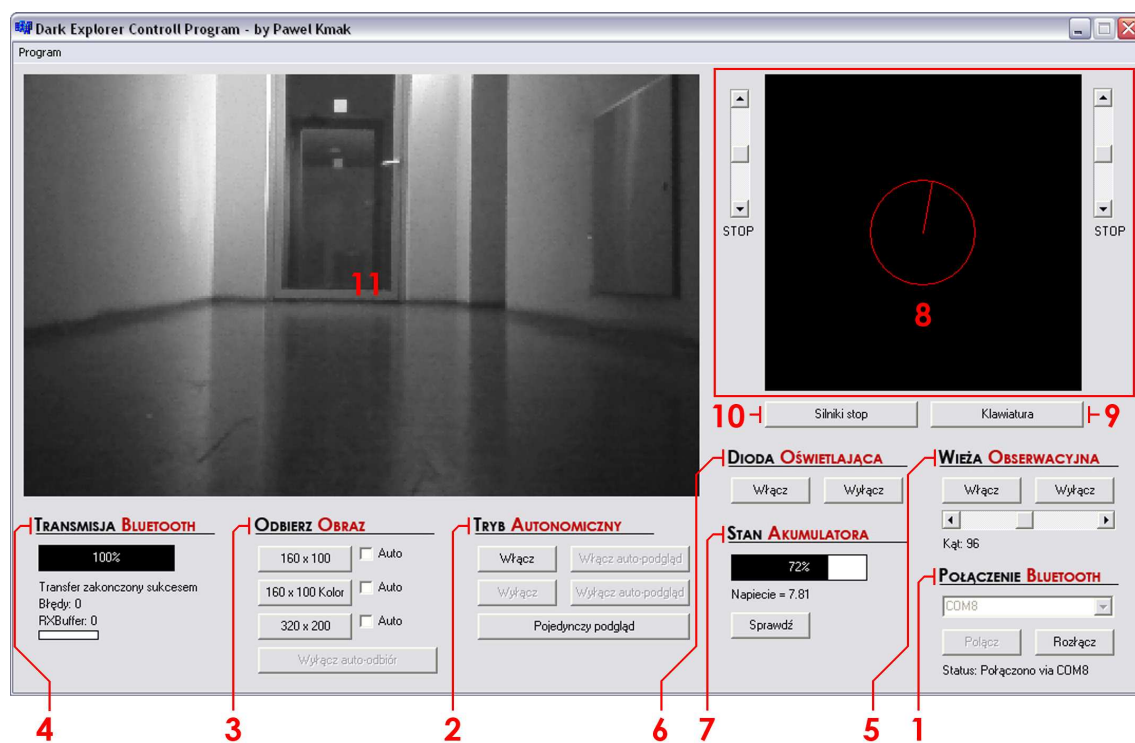 Dark Explorer Controll Program - by Paweł Kmak
Program
11
STOP
8
STOP
10
Silniki stop
Klawiatura
9
DIODA OŚWIETLAJĄCA
Włącz
Wyłącz
WIEŻA OBSERWACYJNA
Włącz
Wyłącz
Kąt: 96
TRANSMISJA BLUETOOTH
100%
Transfer zakonczony sukcesem
Błędy: 0
RXBuffer: 0
ODBIERZ OBRAZ
160 x 100
Auto
160 x 100 Kolor
Auto
320 x 200
Auto
Wyłącz auto-odbiór
TRYB AUTONOMICZNY
Włącz
Włącz auto-podgląd
Wyłącz
Wyłącz auto-podgląd
Pojedynczy podgląd
STAN AKUMULATORA
72%
Napiecie = 7.81
Sprawdź
POŁĄCZENIE BLUETOOTH
COM8
Połącz
Rozłącz
Status: Połączono via COM8
4
3
2
6
7
5
1